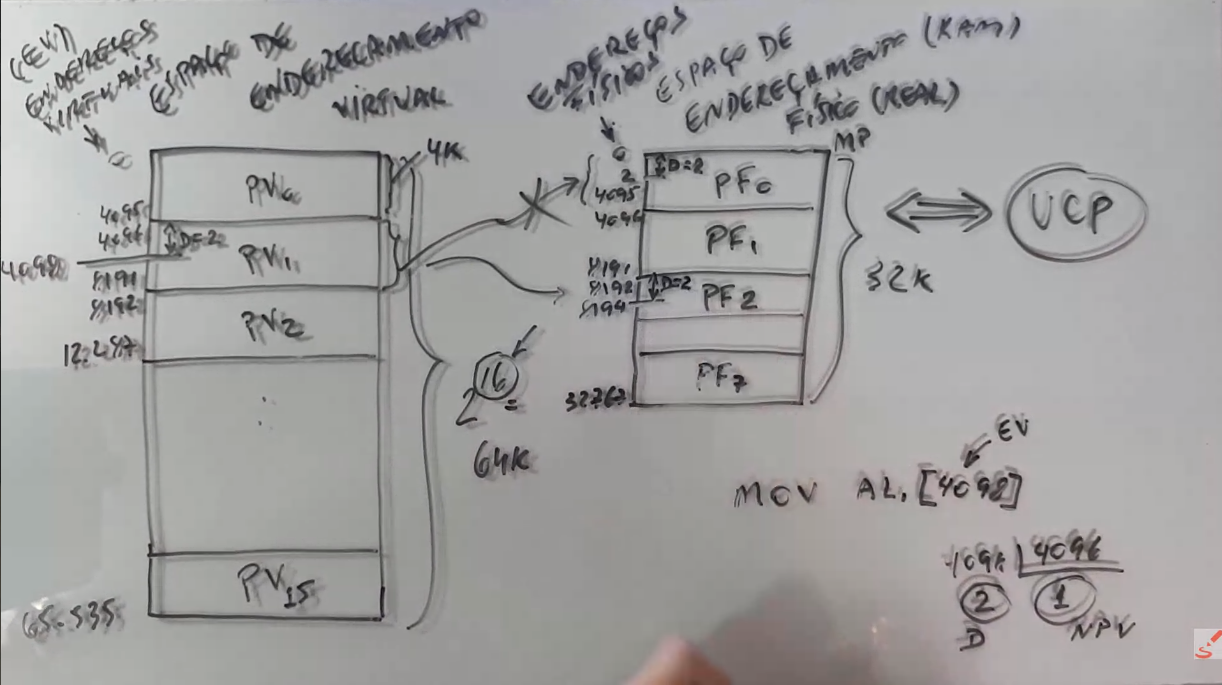 (EV)
ENDEREÇOS
VIRTUAIS
0
ESPAÇO DE
ENDEREÇAMENTO
VIRTUAL
4K
PV0
4095
4096
D=2
4098
PV1
8191
8192
PV2
12.287
PV15
65.535
2^16 =
64K
ENDEREÇOS
FÍSICOS
ESPAÇO DE
ENDEREÇAMENTO (RAM)
FÍSICO (REAL)
MP
0
2
D=2
PF0
4095
4096
PF1
8191
8192
D=2
8194
PF2
PF7
32767
32K
UCP
EV
MOV AL, [4098]
4098 4096
2 1
D NPV